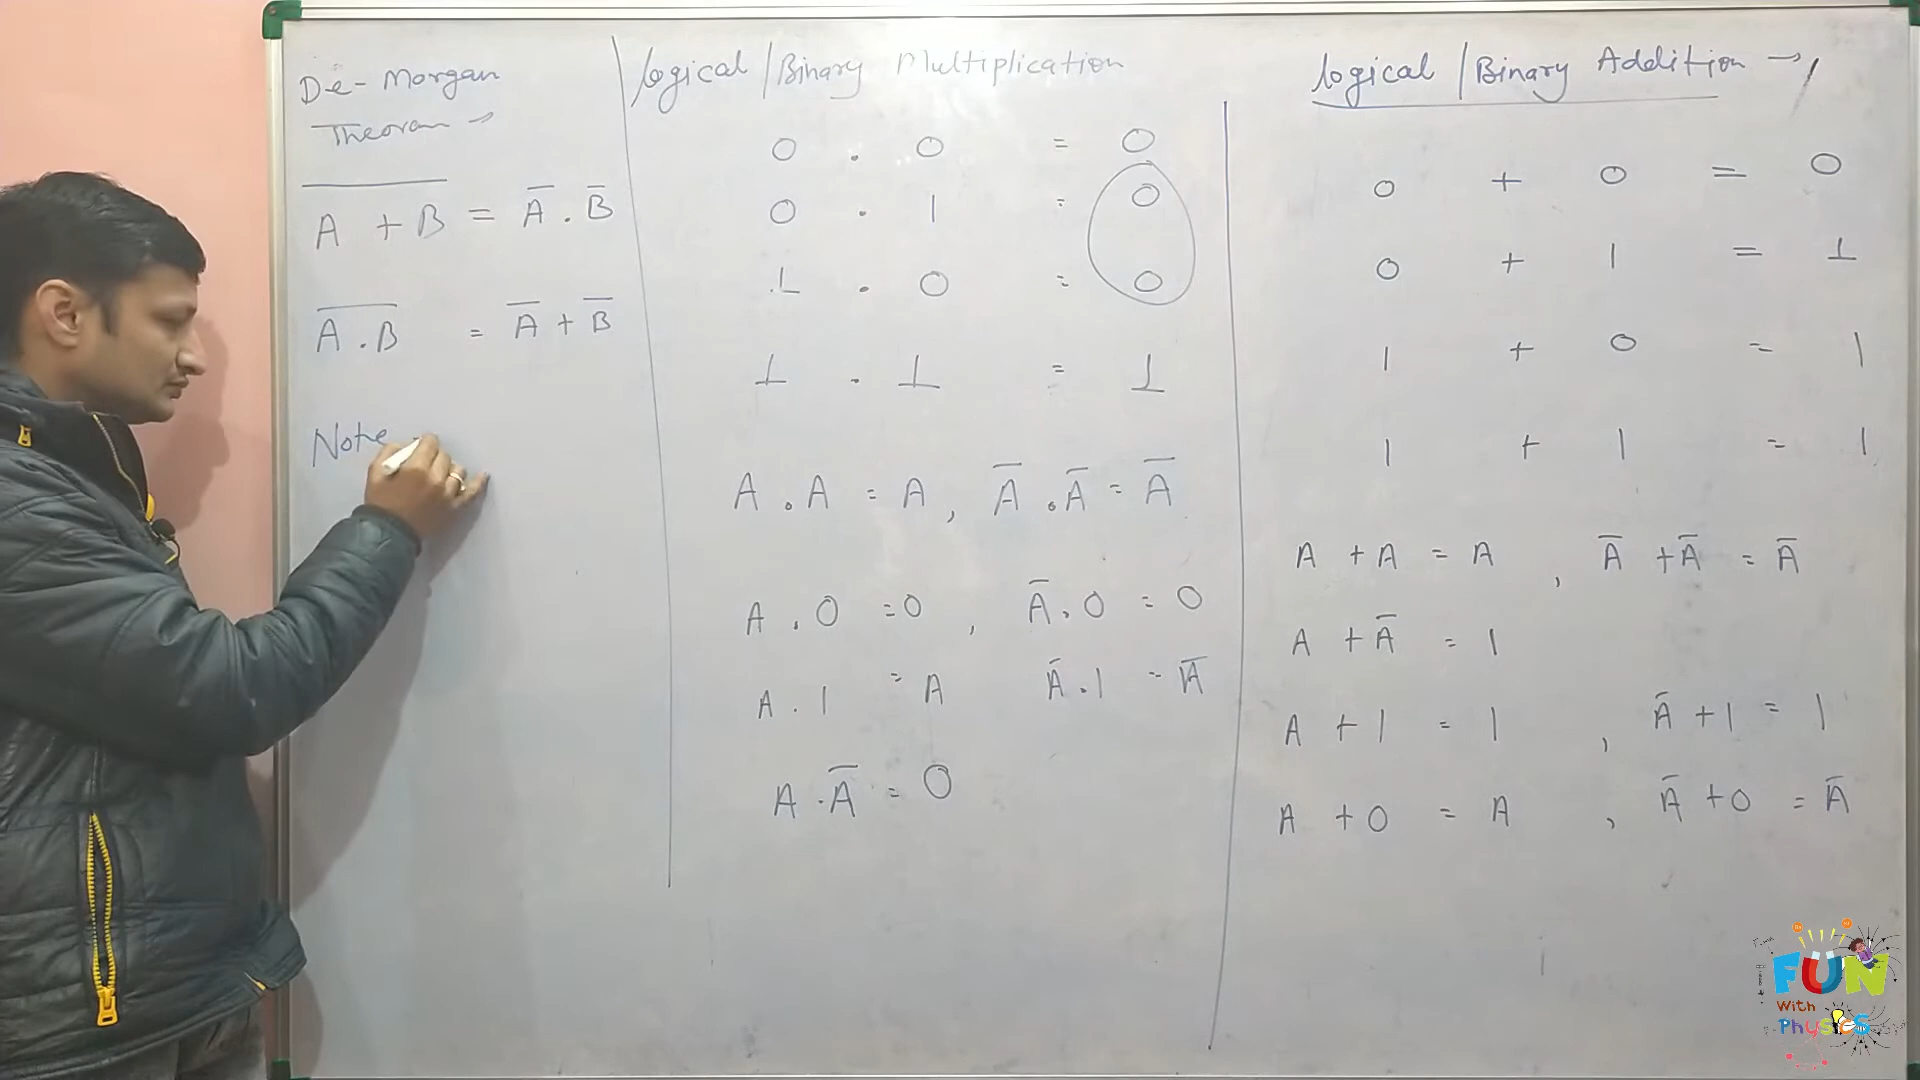 De-Morgan
Theoram →
A + B = A̅ . B̅
A . B = A̅ + B̅
Note
logical / Binary Multiplication
0 . 0 = 0
0 . 1 = 0
1 . 0 = 0
1 . 1 = 1
A . A = A , A̅ . A̅ = A̅
A . 0 = 0 , A̅ . 0 = 0
A . 1 = A A̅ . 1 = A̅
A . A̅ = 0
logical / Binary Addition →
0 + 0 = 0
0 + 1 = 1
1 + 0 = 1
1 + 1 = 1
A + A = A , A̅ + A̅ = A̅
A + A̅ = 1
A + 1 = 1 , A̅ + 1 = 1
A + 0 = A , A̅ + 0 = A̅
FUN
With
Physics